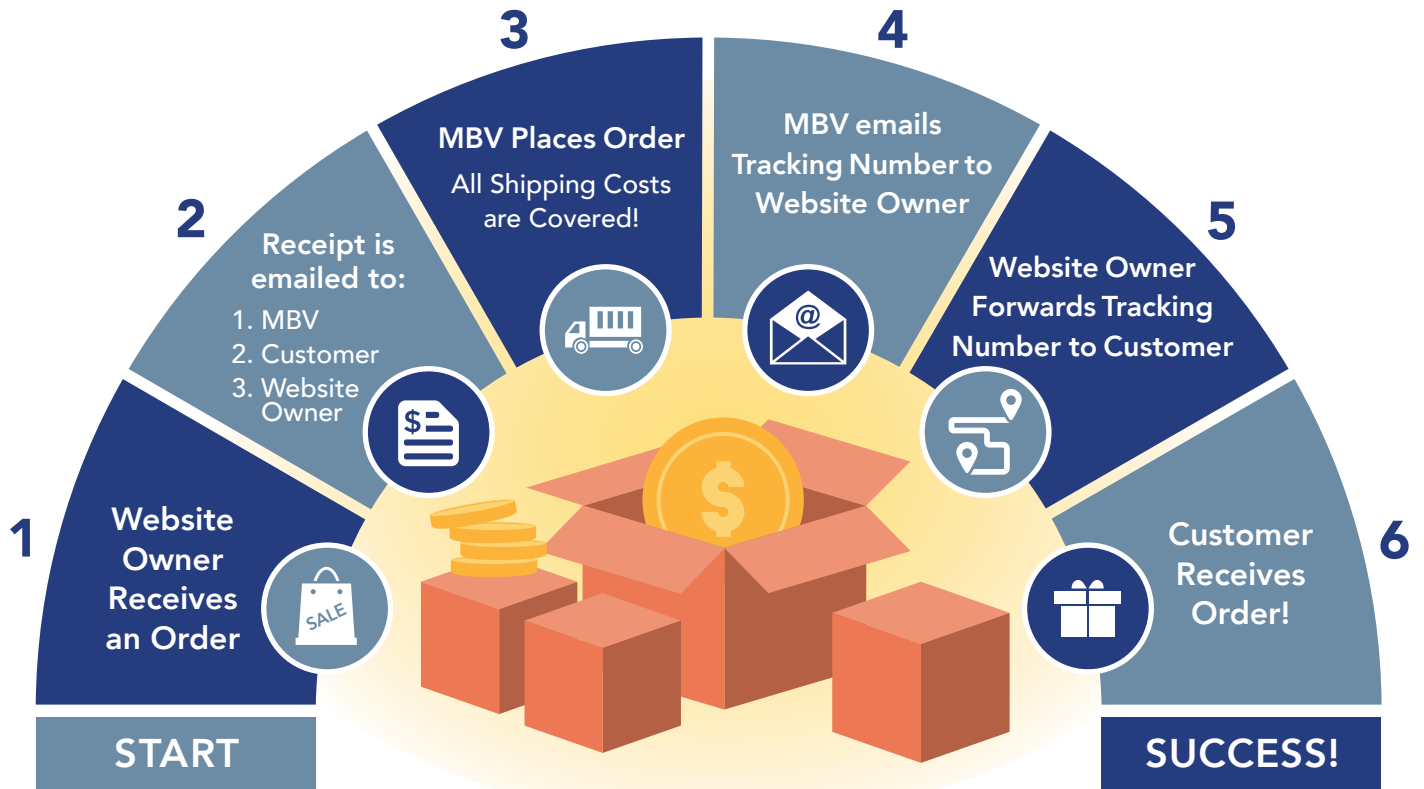 1
Website
Owner
Receives
an Order
SALE
START
2
Receipt is
emailed to:
1. MBV
2. Customer
3. Website
Owner
$
3
MBV Places Order
All Shipping Costs
are Covered!
4
MBV emails
Tracking Number to
Website Owner
@
5
Website Owner
Forwards Tracking
Number to Customer
6
Customer
Receives
Order!
SUCCESS!
$